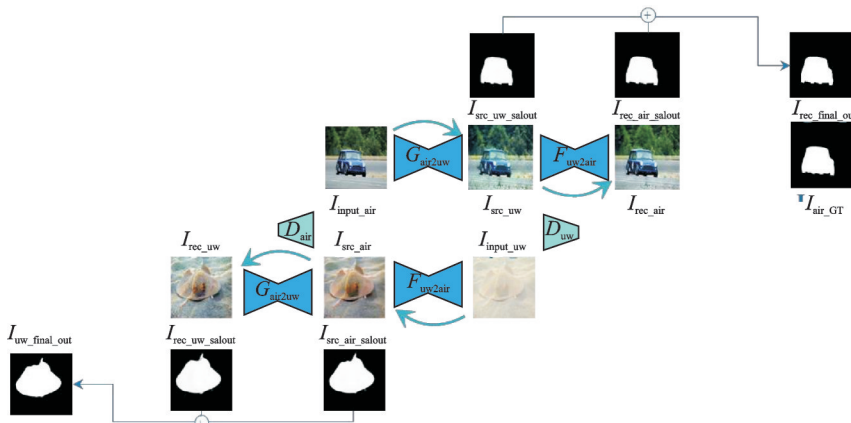 I_src_uw_salout
I_rec_air_salout
I_rec_final_out
G_air2uw
F_uw2air
I_input_air
I_src_uw
I_rec_air
I_air_GT
D_air
D_uw
I_rec_uw
I_src_air
I_input_uw
G_air2uw
F_uw2air
I_uw_final_out
I_rec_uw_salout
I_src_air_salout